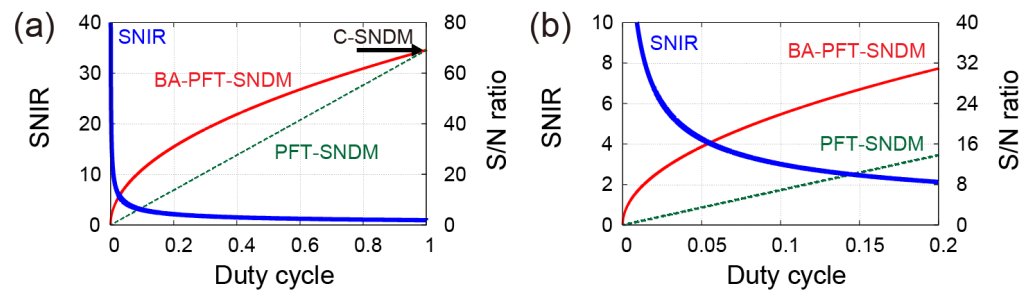 (a)
40
30
20
10
0
SNIR
SNIR
BA-PFT-SNDM
PFT-SNDM
C-SNDM
80
60
40
20
0
S/N ratio
0
0.2
0.4
0.6
0.8
1
Duty cycle
(b)
10
8
6
4
2
0
SNIR
SNIR
BA-PFT-SNDM
PFT-SNDM
40
32
24
16
8
0
S/N ratio
0
0.05
0.1
0.15
0.2
Duty cycle